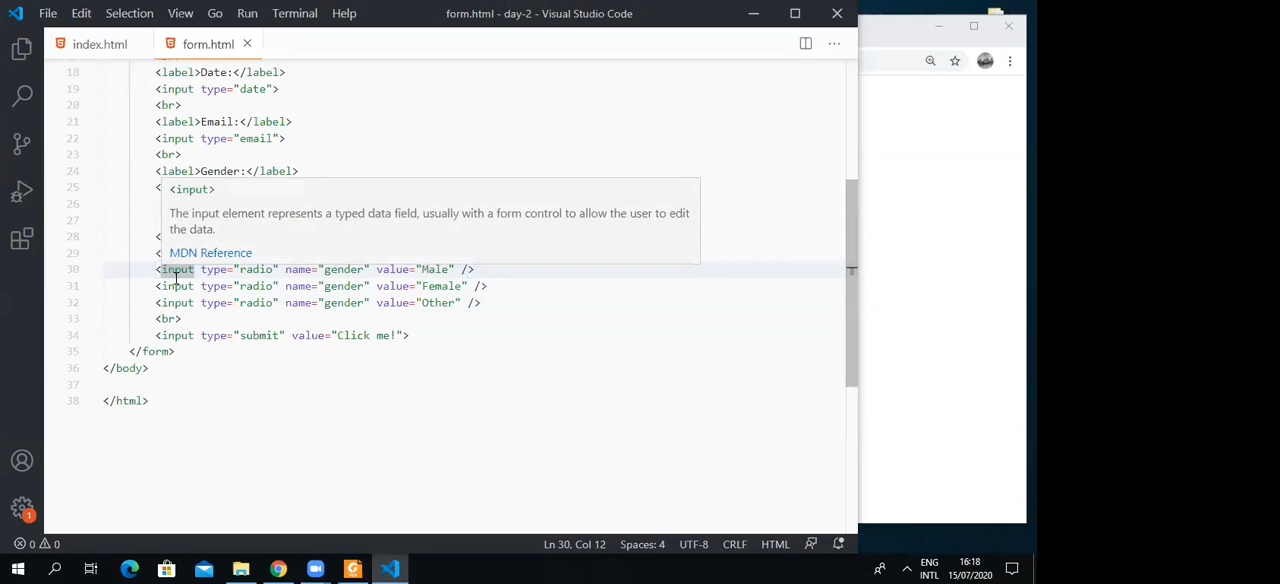 File Edit Selection View Go Run Terminal Help form.html - day-2 - Visual Studio Code
index.html form.html
18 <label>Date:</label>
19 <input type="date">
20 <br>
21 <label>Email:</label>
22 <input type="email">
23 <br>
24 <label>Gender:</label>
25 <
<input>
26
The input element represents a typed data field, usually with a form control to allow the user to edit
27
the data.
28 <
29 <
MDN Reference
30 <input type="radio" name="gender" value="Male" />
31 <input type="radio" name="gender" value="Female" />
32 <input type="radio" name="gender" value="Other" />
33 <br>
34 <input type="submit" value="Click me!">
35 </form>
36 </body>
37
38 </html>
1
0 0 Ln 30, Col 12 Spaces: 4 UTF-8 CRLF HTML
ENG 16:18
INTL 15/07/2020